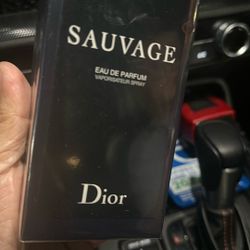 SAUVAGE
EAU DE PARFUM
VAPORISATEUR SPRAY
Dior